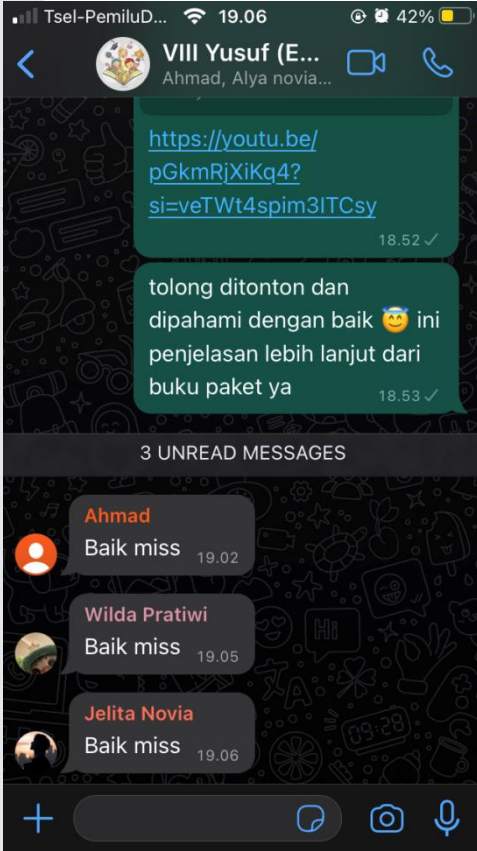 Tsel-PemiluD... 19.06 42%
VIII Yusuf (E...
Ahmad, Alya novia...
https://youtu.be/
pGkmRjXiKq4?
si=veTWt4spim3ITCsy
18.52
tolong ditonton dan
dipahami dengan baik 😇 ini
penjelasan lebih lanjut dari
buku paket ya
18.53
3 UNREAD MESSAGES
Ahmad
Baik miss 19.02
Wilda Pratiwi
Baik miss 19.05
Jelita Novia
Baik miss 19.06